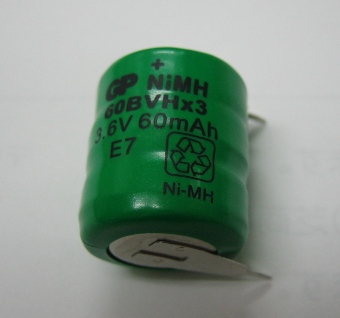 +
GP NiMH
60BVHx3
3.6V 60mAh
E7
Ni-MH